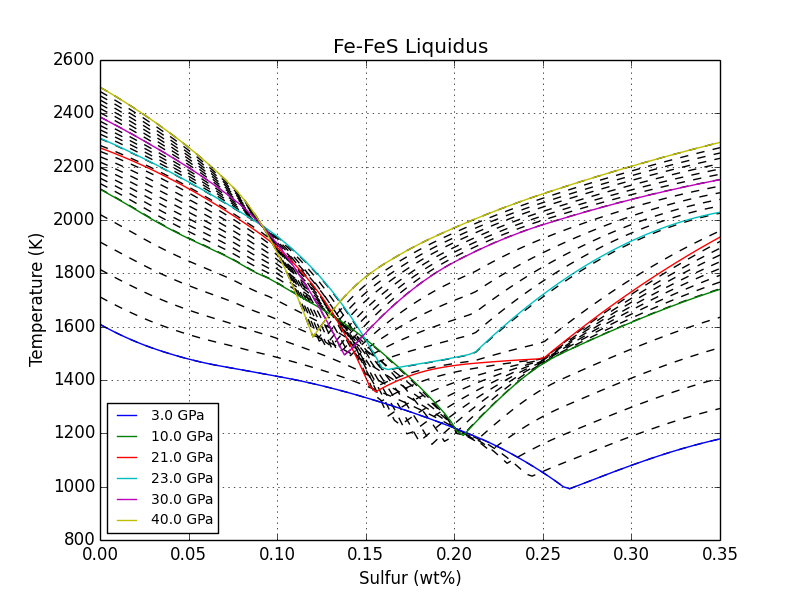 Fe-FeS Liquidus
2600
2400
2200
2000
1800
1600
1400
1200
1000
800
Temperature (K)
3.0 GPa
10.0 GPa
21.0 GPa
23.0 GPa
30.0 GPa
40.0 GPa
0.00 0.05 0.10 0.15 0.20 0.25 0.30 0.35
Sulfur (wt%)